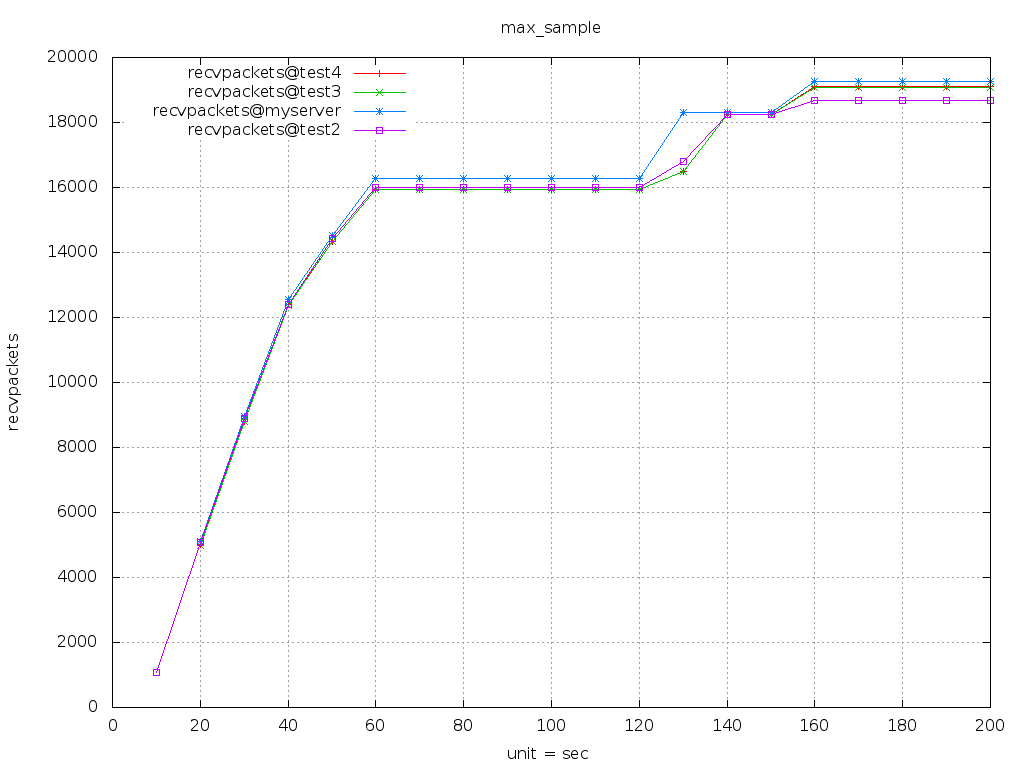 max_sample
recvpackets@test4
recvpackets@test3
recvpackets@myserver
recvpackets@test2
20000
18000
16000
14000
12000
10000
8000
6000
4000
2000
0
recvpackets
0 20 40 60 80 100 120 140 160 180 200
unit = sec